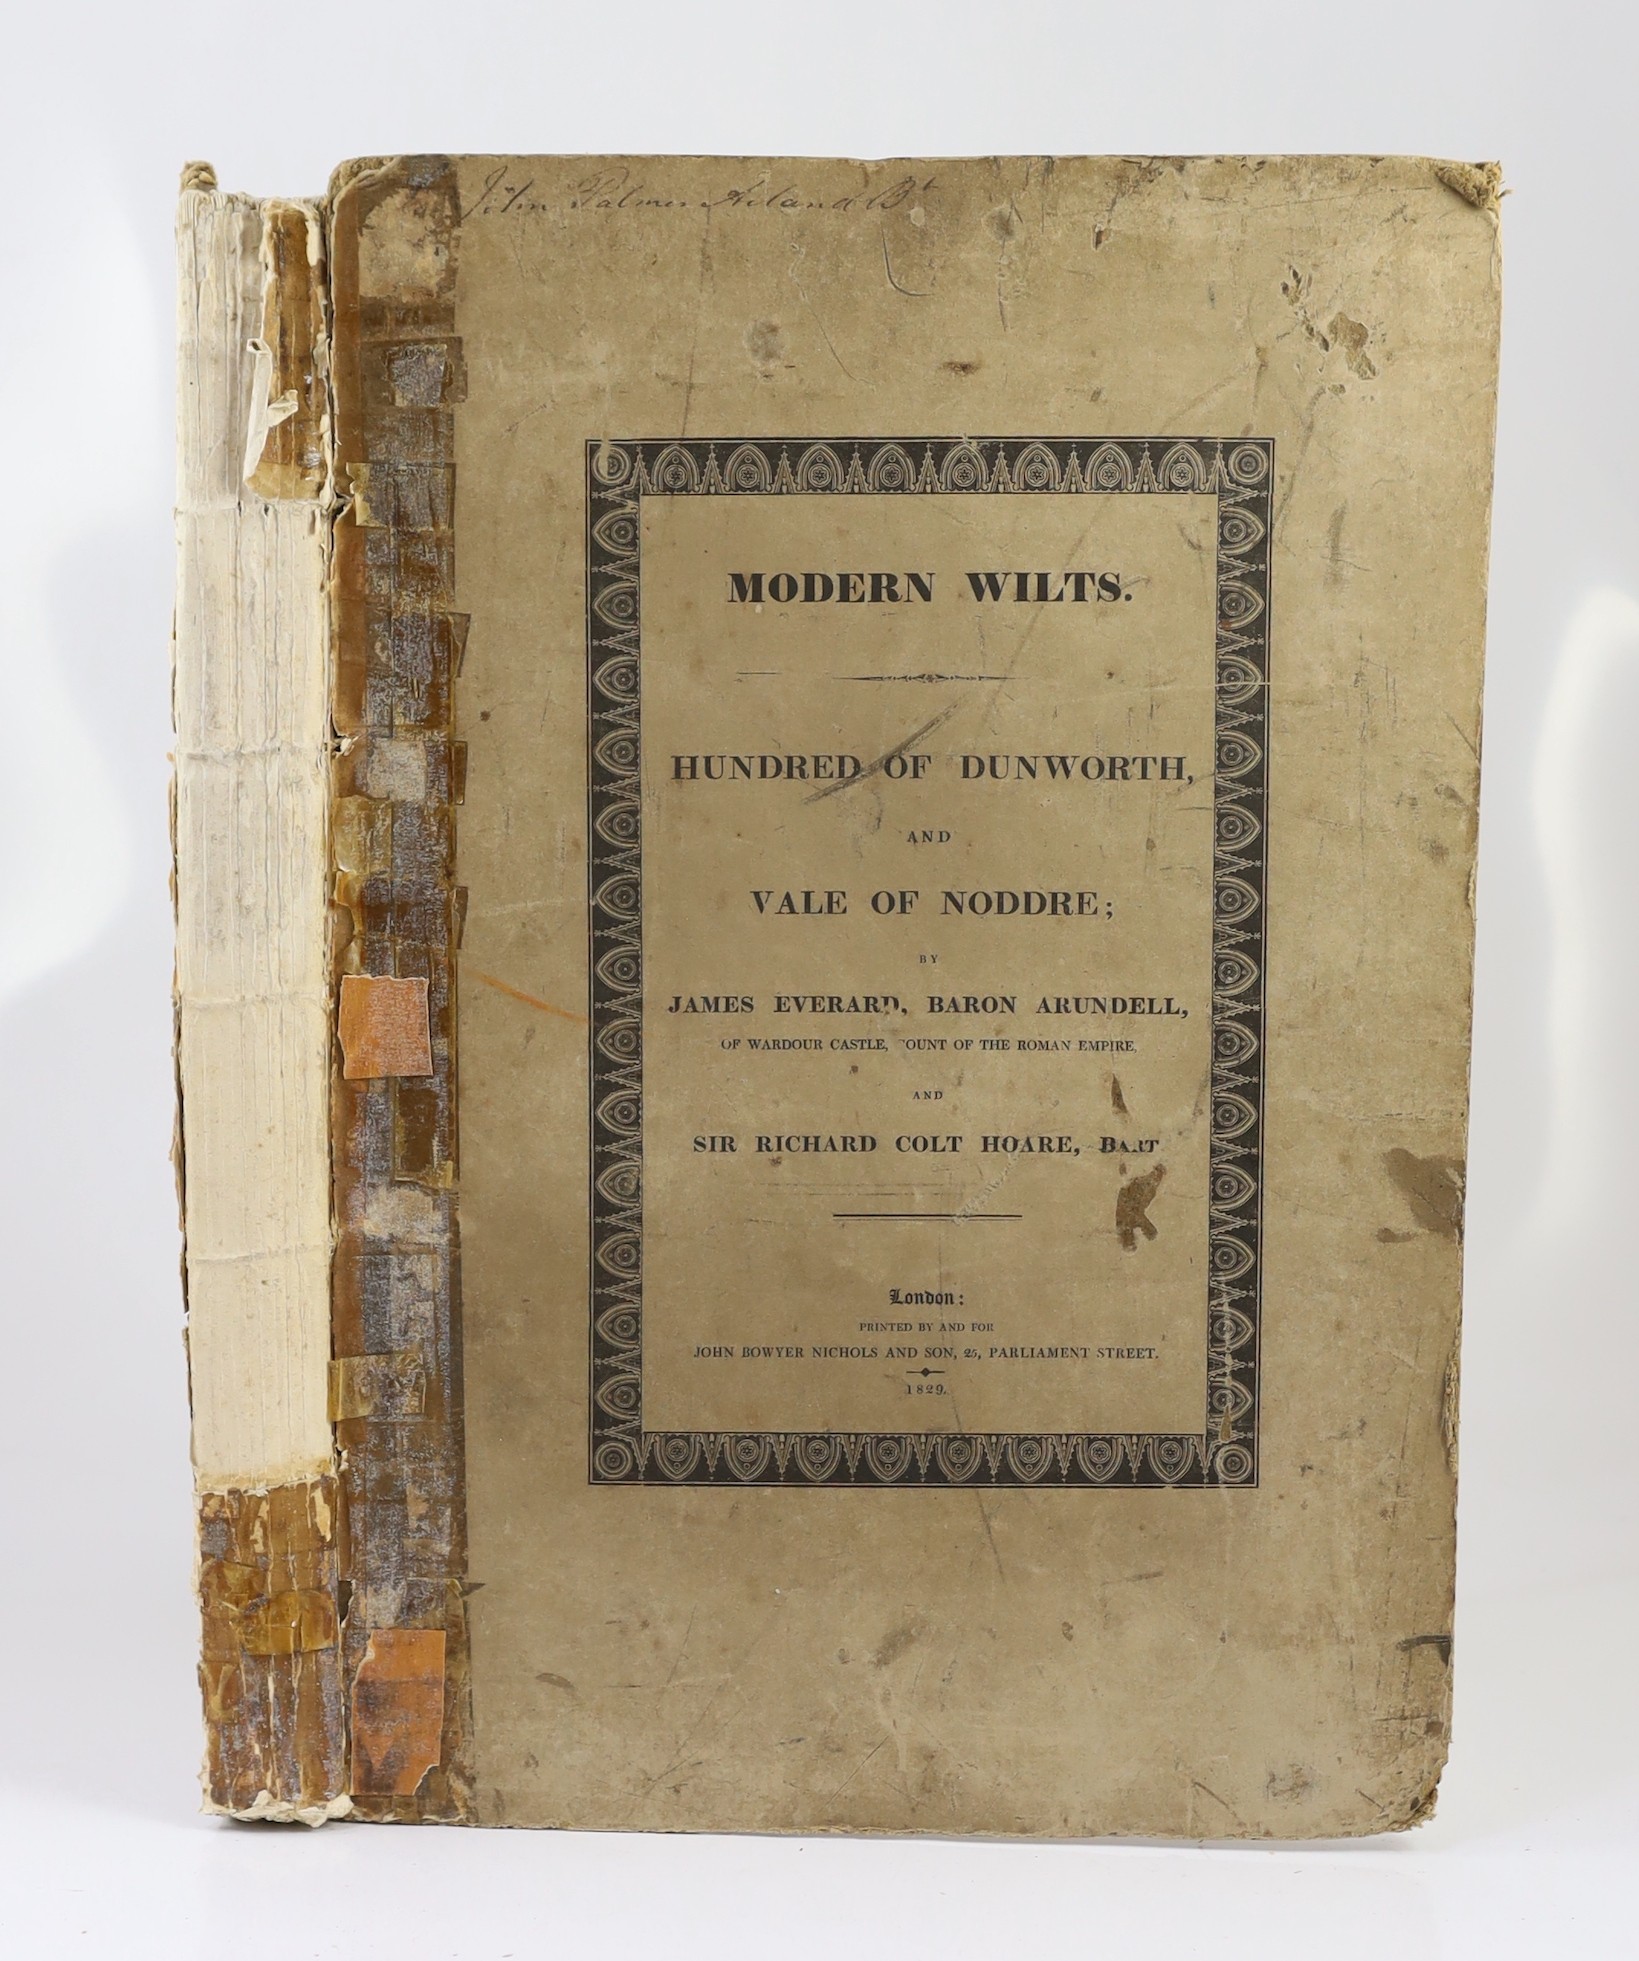 John Palmer Acland Bt
MODERN WILTS.
HUNDRED OF DUNWORTH,
AND
VALE OF NODDRE;
BY
JAMES EVERARD, BARON ARUNDELL,
OF WARDOUR CASTLE, COUNT OF THE ROMAN EMPIRE,
AND
SIR RICHARD COLT HOARE, BART
London:
PRINTED BY AND FOR
JOHN BOWYER NICHOLS AND SON, 25, PARLIAMENT STREET.
1829.